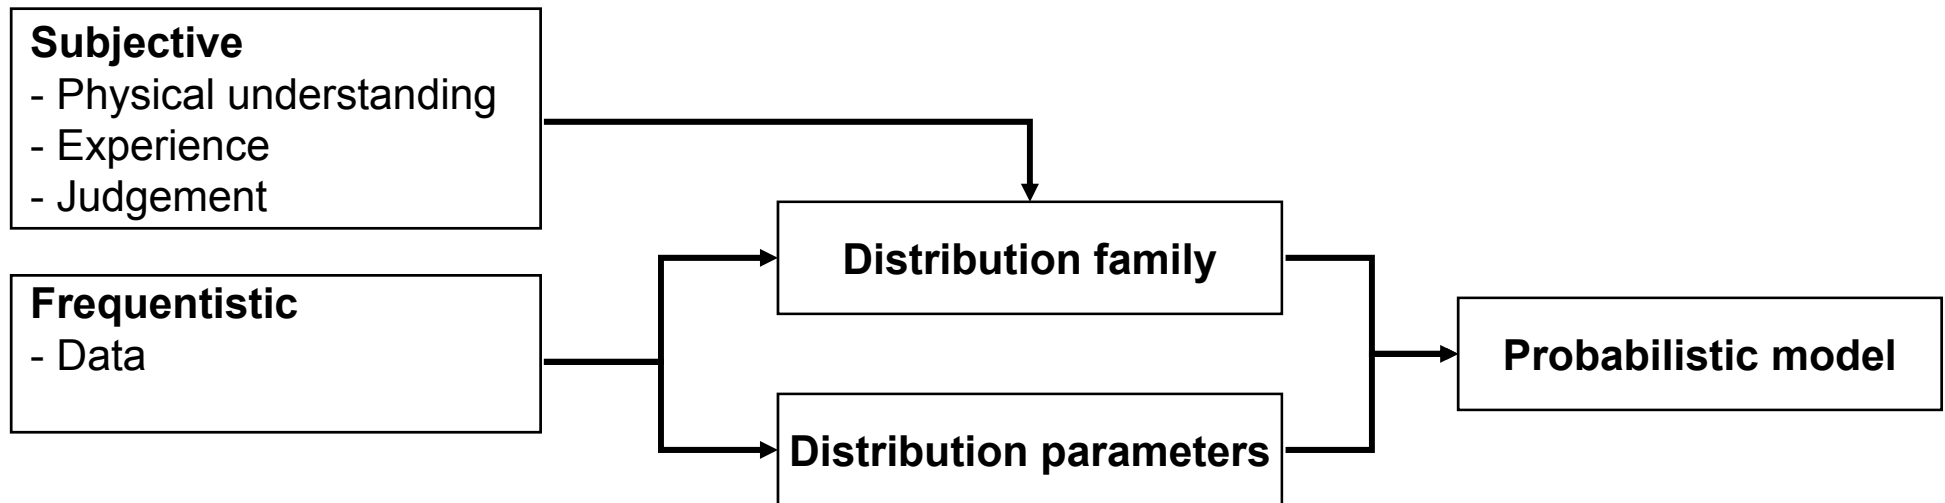 Subjective
- Physical understanding
- Experience
- Judgement
Frequentistic
- Data
Distribution family
Distribution parameters
Probabilistic model